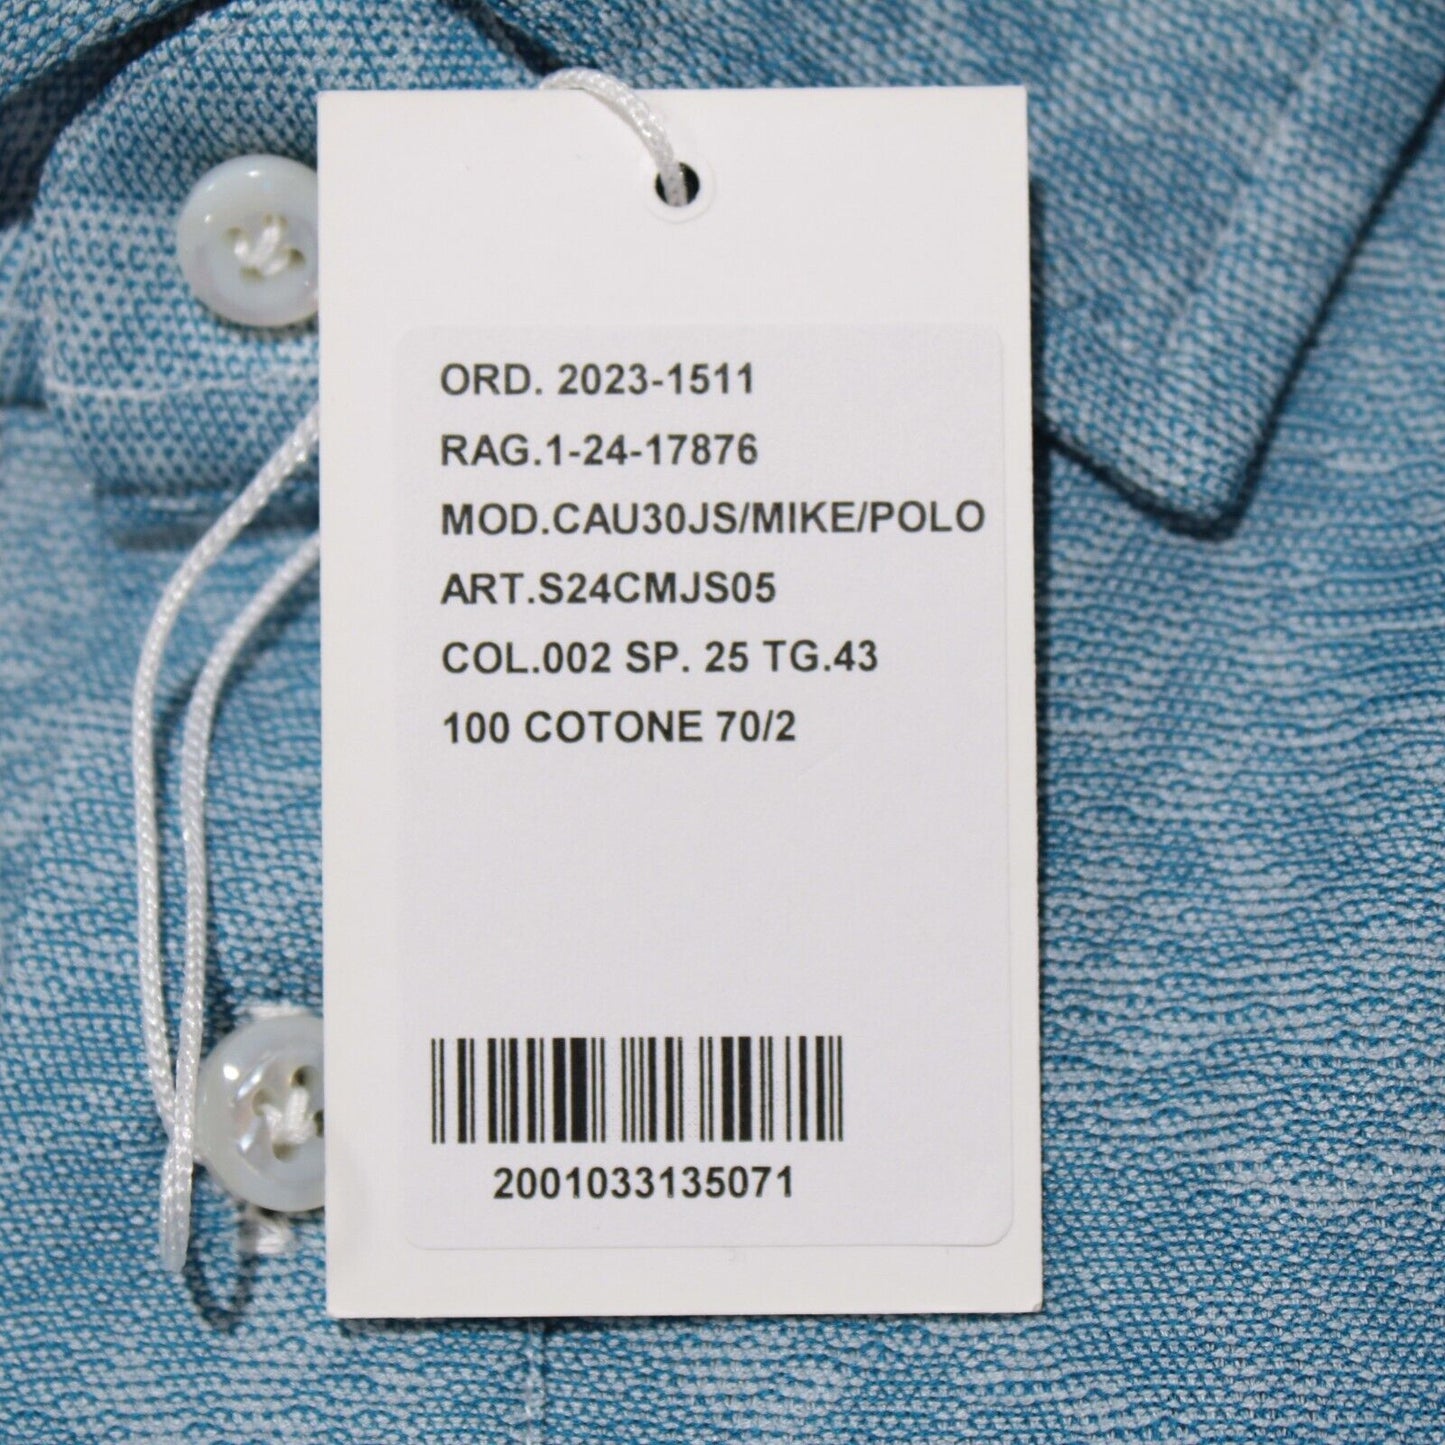 ORD. 2023-1511
RAG.1-24-17876
MOD.CAU30JS/MIKE/POLO
ART.S24CMJS05
COL.002 SP. 25 TG.43
100 COTONE 70/2
2001033135071